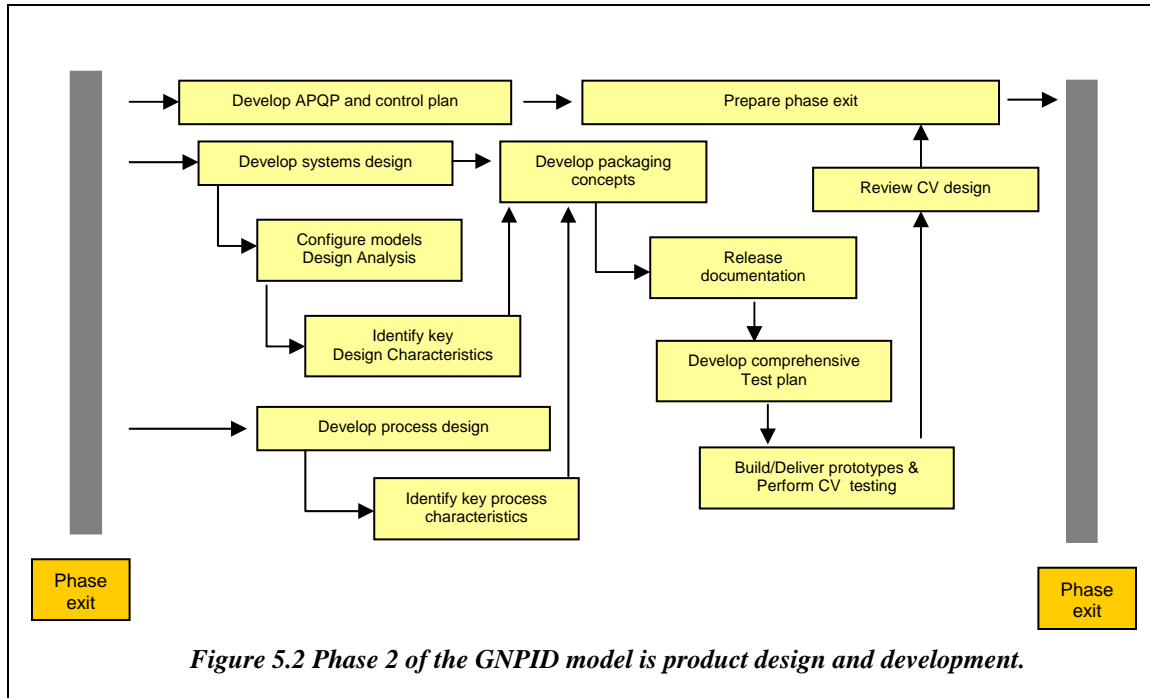 Develop APQP and control plan
Prepare phase exit
Develop systems design
Develop packaging
concepts
Review CV design
Configure models
Design Analysis
Release
documentation
Identify key
Design Characteristics
Develop comprehensive
Test plan
Develop process design
Build/Deliver prototypes &
Perform CV testing
Identify key process
characteristics
Phase
exit
Phase
exit
Figure 5.2 Phase 2 of the GNPID model is product design and development.